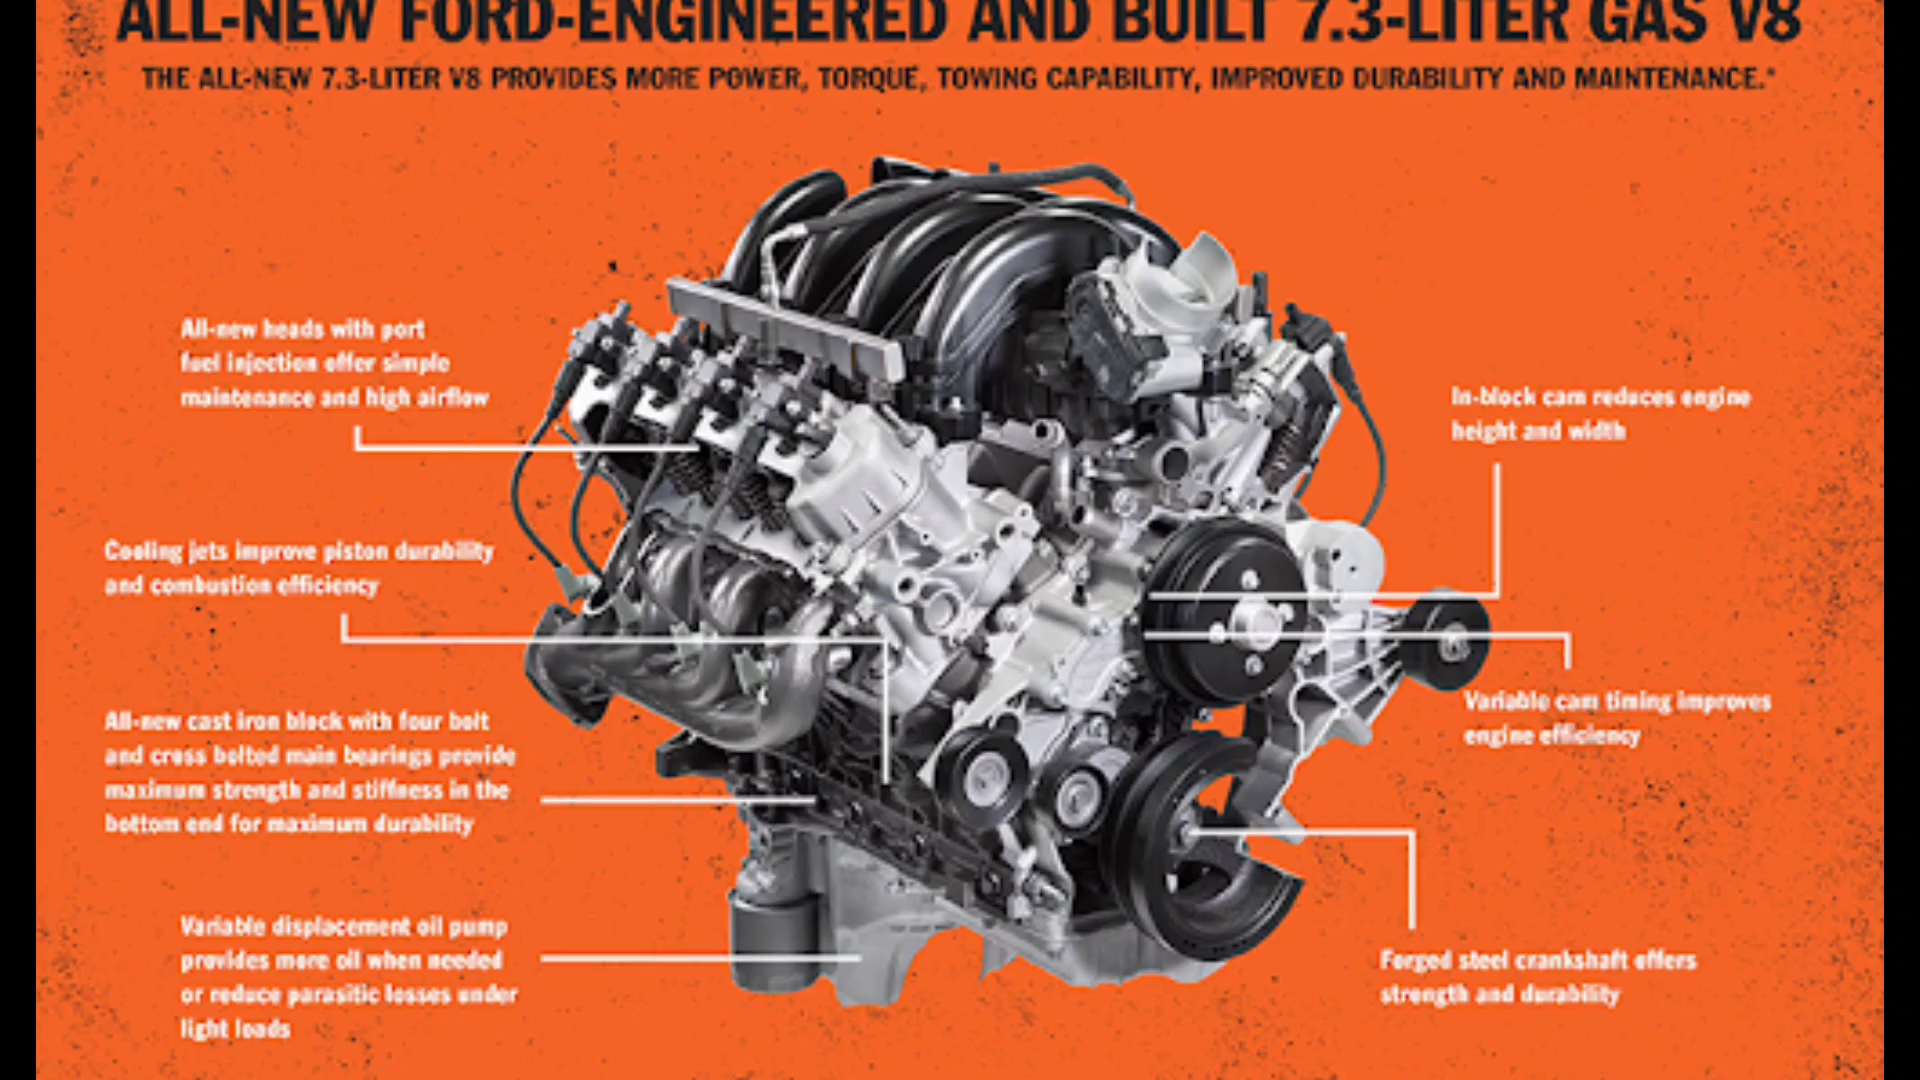 ALL-NEW FORD-ENGINEERED AND BUILT 7.3-LITER GAS V8
THE ALL-NEW 7.3-LITER V8 PROVIDES MORE POWER, TORQUE, TOWING CAPABILITY, IMPROVED DURABILITY AND MAINTENANCE.*
All-new heads with port
fuel injection offer simple
maintenance and high airflow
Cooling jets improve piston durability
and combustion efficiency
All-new cast iron block with four bolt
and cross bolted main bearings provide
maximum strength and stiffness in the
bottom end for maximum durability
Variable displacement oil pump
provides more oil when needed
or reduce parasitic losses under
light loads
In-block cam reduces engine
height and width
Variable cam timing improves
engine efficiency
Forged steel crankshaft offers
strength and durability